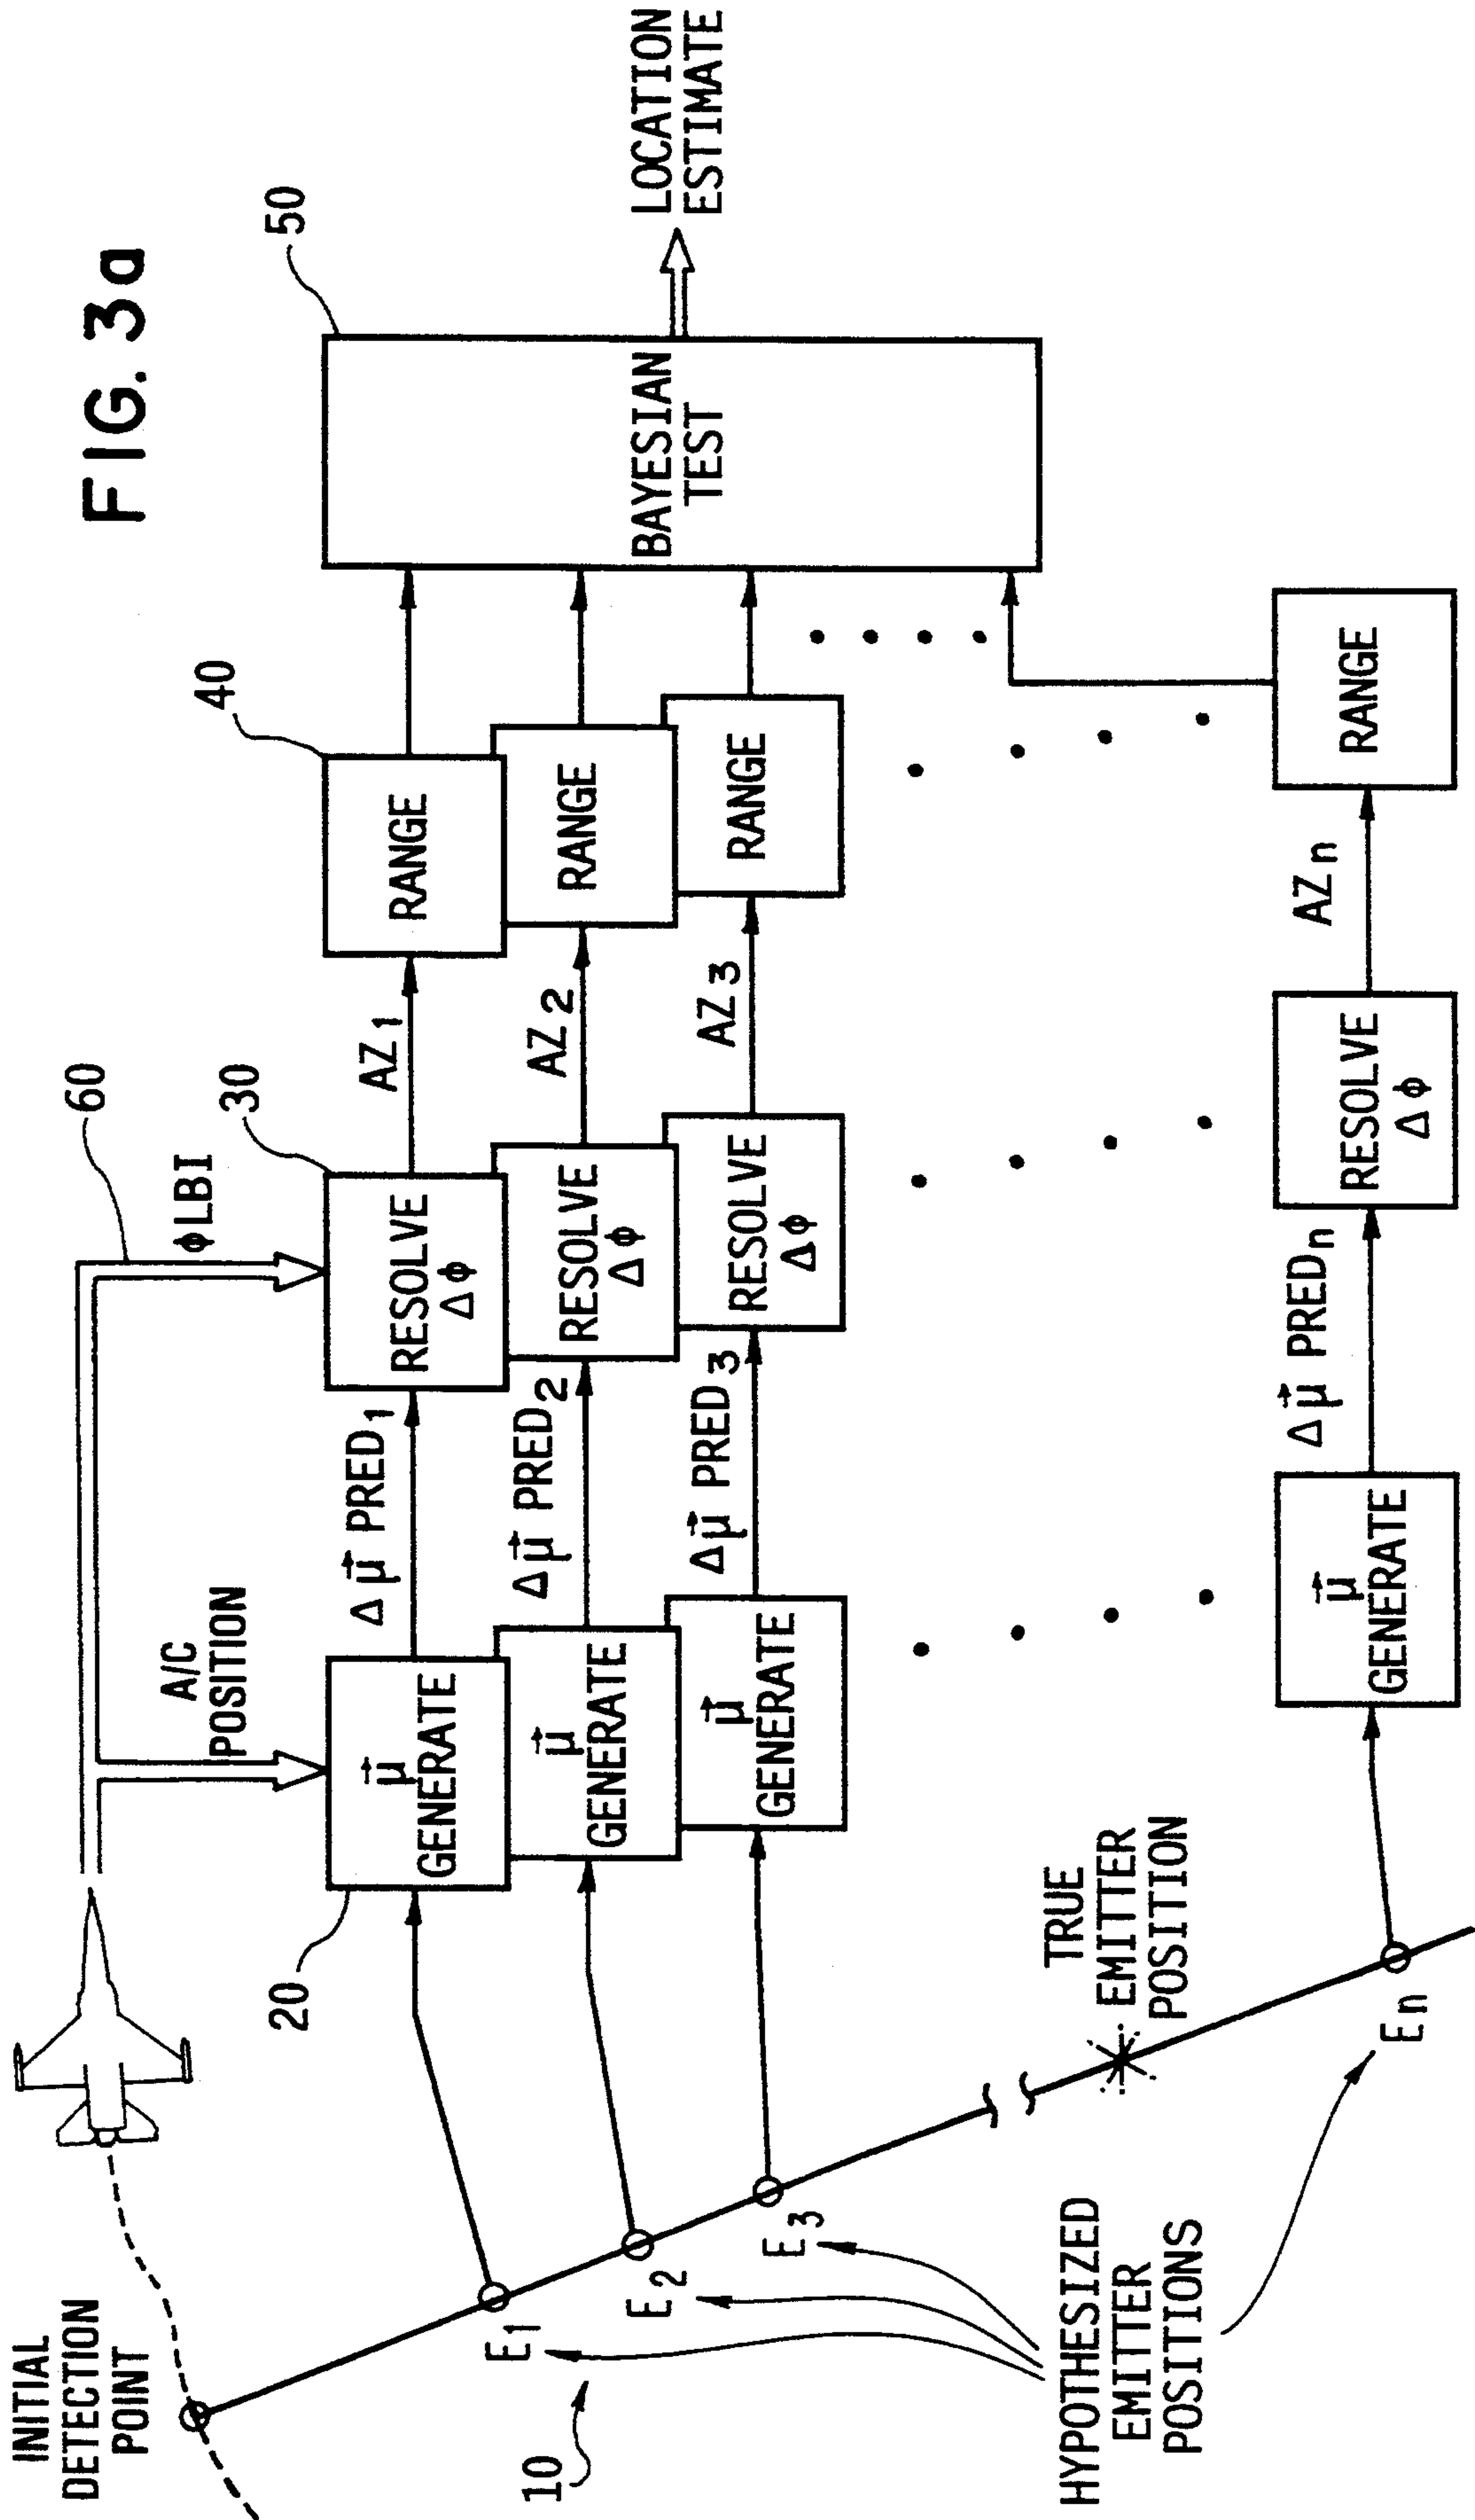 FIG. 3a
INITIAL
DETECTION
POINT
A/C
POSITION
60
ϕLBI
20
30
40
50
μ⃗
GENERATE
Δμ⃗ PRED1
RESOLVE
Δϕ
AZ1
RANGE
μ⃗
GENERATE
Δμ⃗ PRED2
RESOLVE
Δϕ
AZ2
RANGE
μ⃗
GENERATE
Δμ⃗ PRED3
RESOLVE
Δϕ
AZ3
RANGE
BAYESIAN
TEST
LOCATION
ESTIMATE
E1
E2
E3
10
HYPOTHESIZED
EMITTER
POSITIONS
TRUE
EMITTER
POSITION
En
μ⃗
GENERATE
Δμ⃗ PREDn
RESOLVE
Δϕ
AZn
RANGE